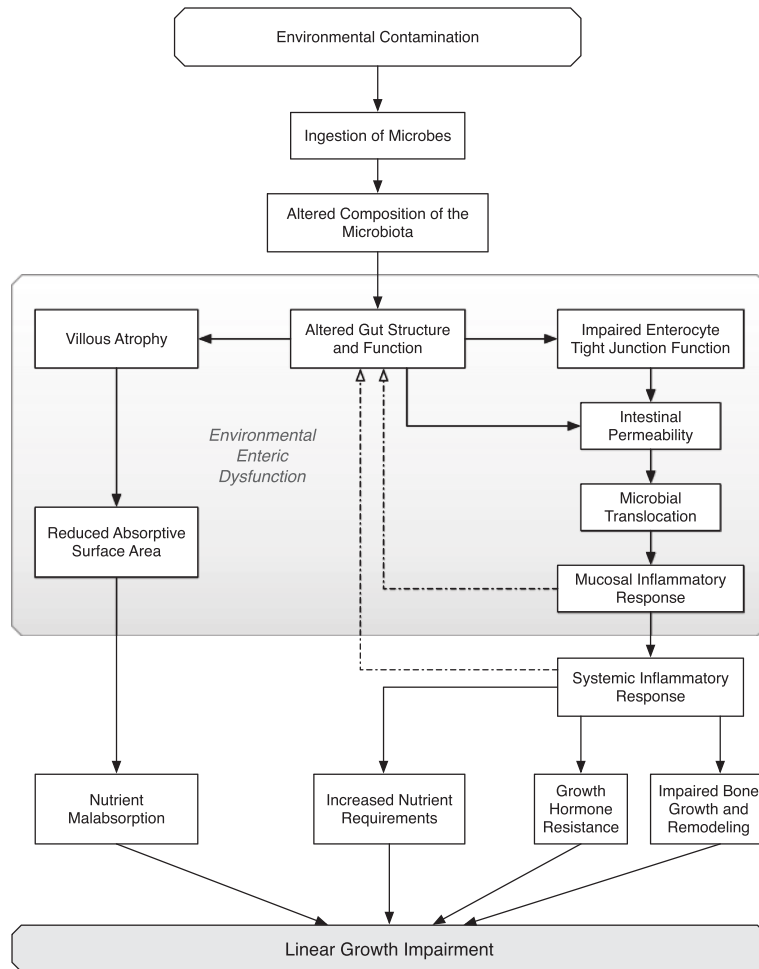 Environmental Contamination
Ingestion of Microbes
Altered Composition of the
Microbiota
Villous Atrophy
Altered Gut Structure
and Function
Impaired Enterocyte
Tight Junction Function
Intestinal
Permeability
Environmental
Enteric
Dysfunction
Microbial
Translocation
Reduced Absorptive
Surface Area
Mucosal Inflammatory
Response
Systemic Inflammatory
Response
Nutrient
Malabsorption
Increased Nutrient
Requirements
Growth
Hormone
Resistance
Impaired Bone
Growth and
Remodeling
Linear Growth Impairment